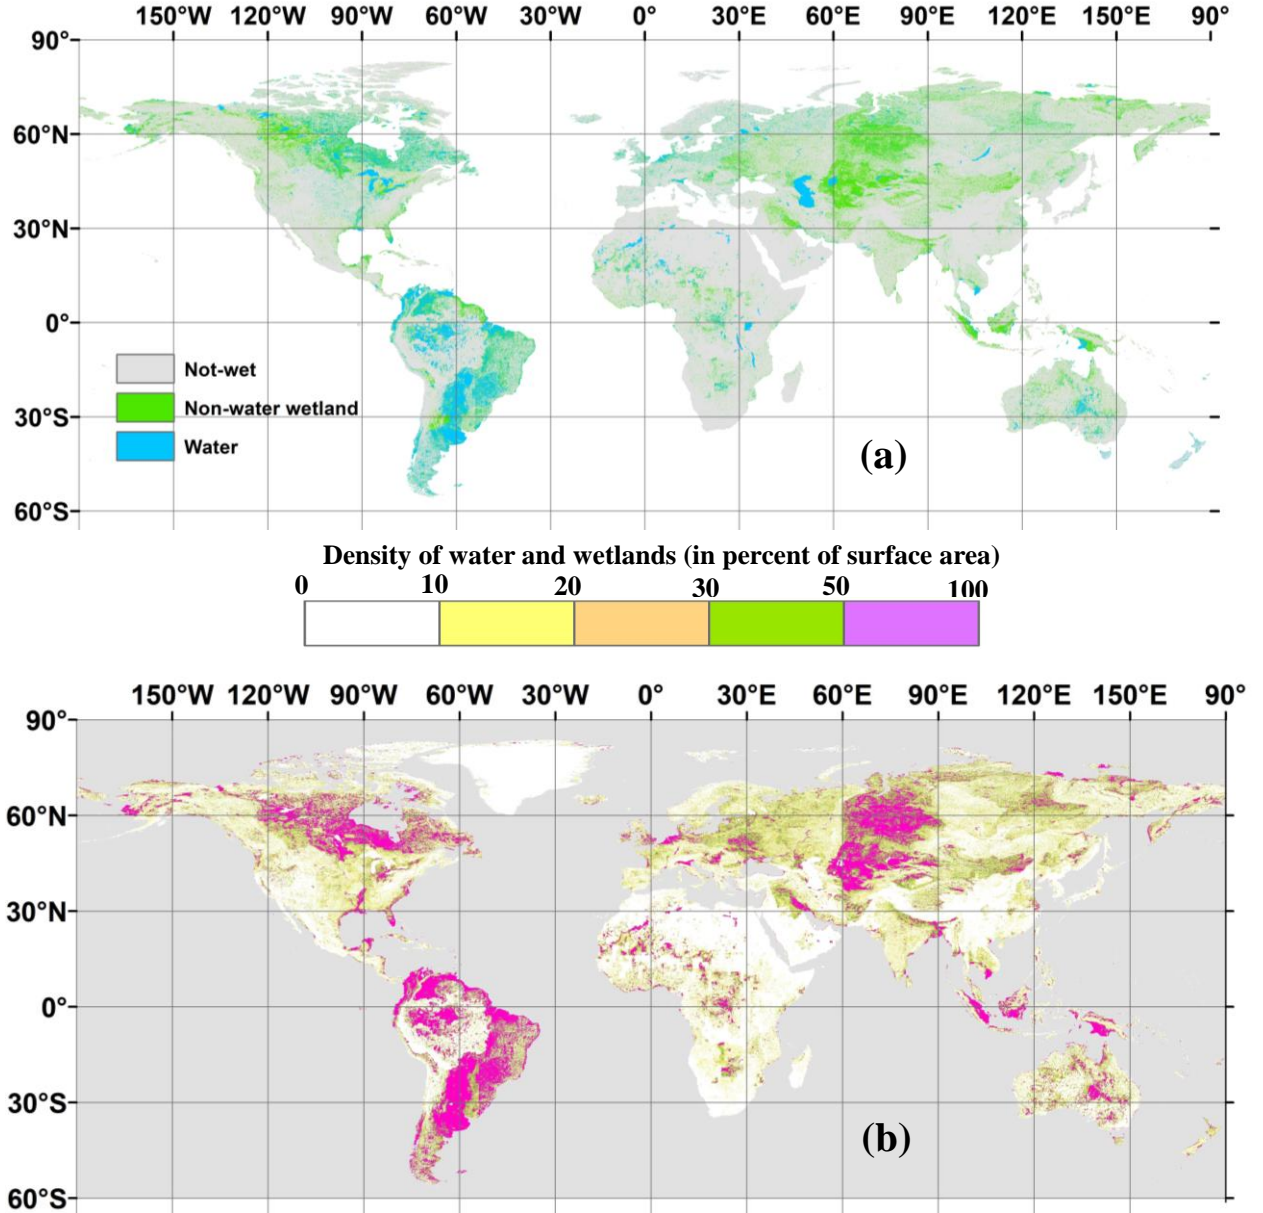 150°W 120°W 90°W 60°W 30°W 0° 30°E 60°E 90°E 120°E 150°E 90°
90°
60°N
30°N
0°
Not-wet
Non-water wetland
30°S
Water
(a)
60°S
Density of water and wetlands (in percent of surface area)
0 10 20 30 50 100
150°W 120°W 90°W 60°W 30°W 0° 30°E 60°E 90°E 120°E 150°E 90°
90°
60°N
30°N
0°
30°S
(b)
60°S